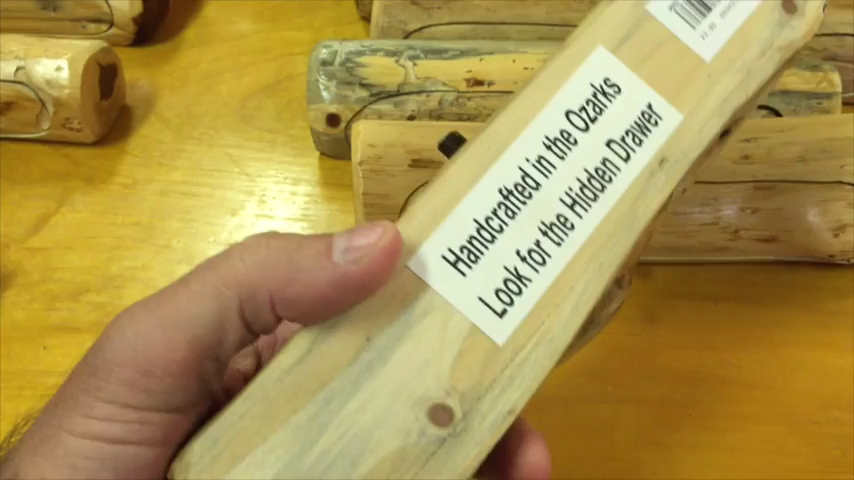 Handcrafted in the Ozarks
Look for the Hidden Drawer